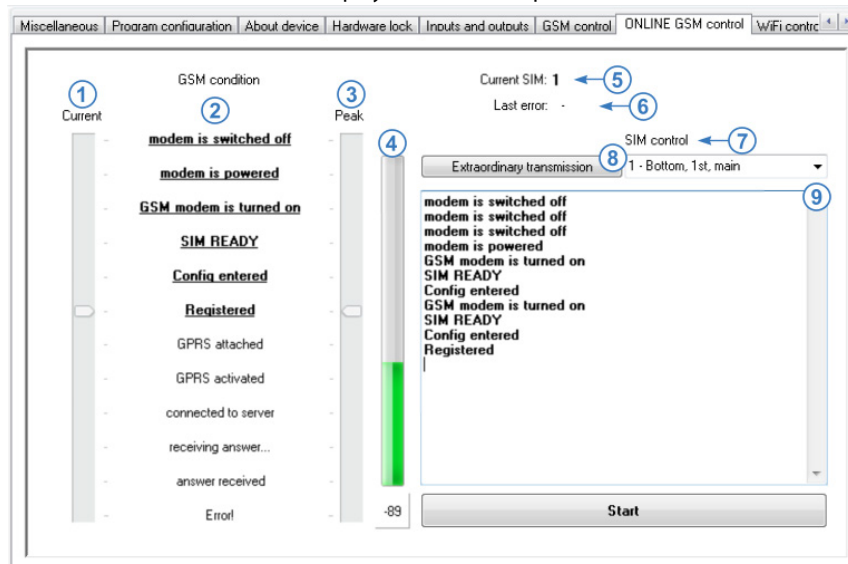 Miscellaneous Program configuration About device Hardware lock Inputs and outputs GSM control ONLINE GSM control WiFi contrc
GSM condition
1
Current
2
3
Peak
modem is switched off
modem is powered
GSM modem is turned on
SIM READY
Config entered
Registered
GPRS attached
GPRS activated
connected to server
receiving answer...
answer received
Error!
4
-89
Current SIM: 1 5
Last error: - 6
SIM control 7
Extraordinary transmission 8 1 - Bottom, 1st, main
9
modem is switched off
modem is switched off
modem is switched off
modem is powered
GSM modem is turned on
SIM READY
Config entered
GSM modem is turned on
SIM READY
Config entered
Registered
Start